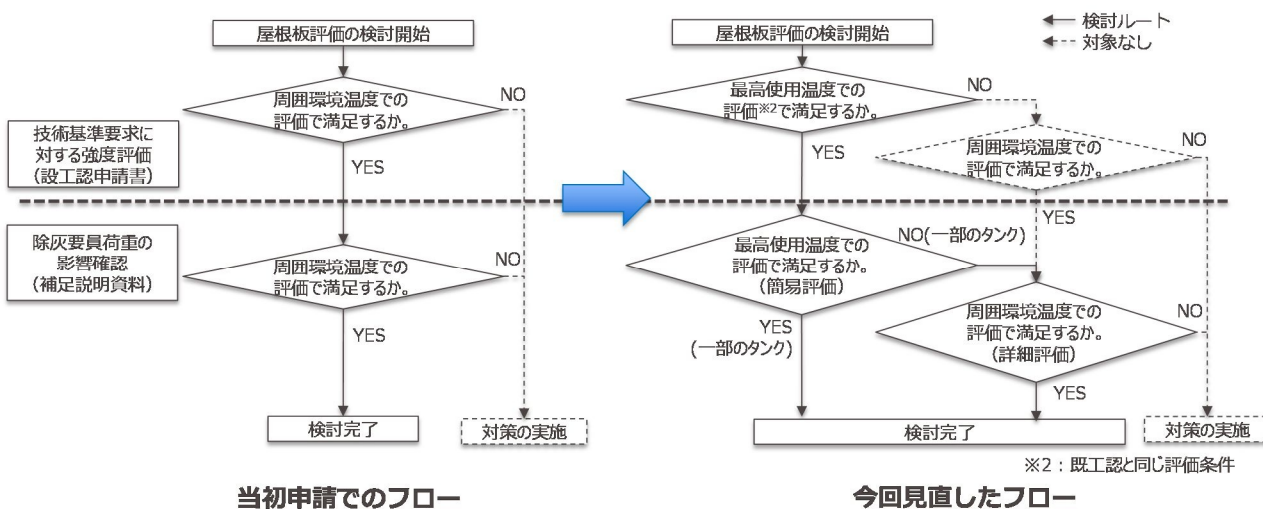 屋根板評価の検討開始
周囲環境温度での
評価で満足するか。
NO
YES
技術基準要求に
対する強度評価
（設工認申請書）
除灰要員荷重の
影響確認
（補足説明資料）
周囲環境温度での
評価で満足するか。
NO
YES
検討完了
対策の実施
当初申請でのフロー
屋根板評価の検討開始
検討ルート
対象なし
最高使用温度での
評価※2で満足するか。
NO
YES
周囲環境温度での
評価で満足するか。
NO
YES
最高使用温度での
評価で満足するか。
（簡易評価）
NO(一部のタンク)
YES
(一部のタンク)
周囲環境温度での
評価で満足するか。
（詳細評価）
NO
YES
検討完了
対策の実施
※2：既工認と同じ評価条件
今回見直したフロー